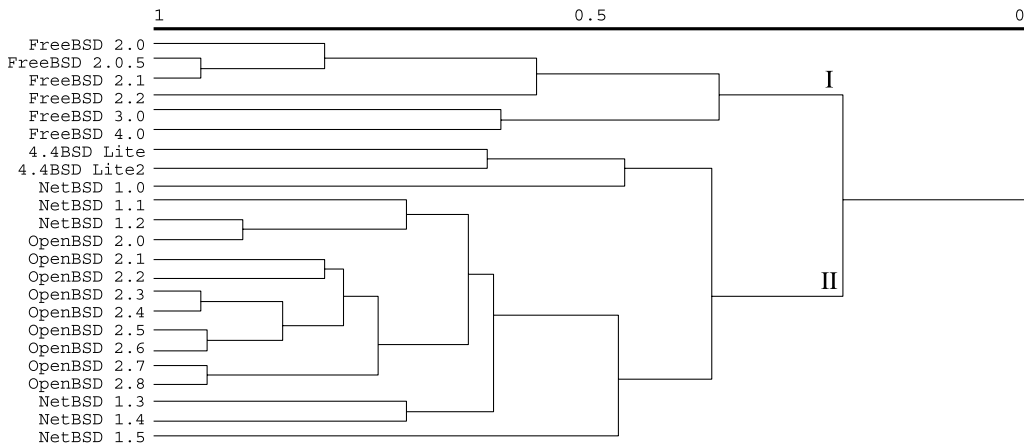 1 0.5 0
FreeBSD 2.0
FreeBSD 2.0.5
FreeBSD 2.1
I
FreeBSD 2.2
FreeBSD 3.0
FreeBSD 4.0
4.4BSD Lite
4.4BSD Lite2
NetBSD 1.0
NetBSD 1.1
NetBSD 1.2
OpenBSD 2.0
OpenBSD 2.1
OpenBSD 2.2
II
OpenBSD 2.3
OpenBSD 2.4
OpenBSD 2.5
OpenBSD 2.6
OpenBSD 2.7
OpenBSD 2.8
NetBSD 1.3
NetBSD 1.4
NetBSD 1.5